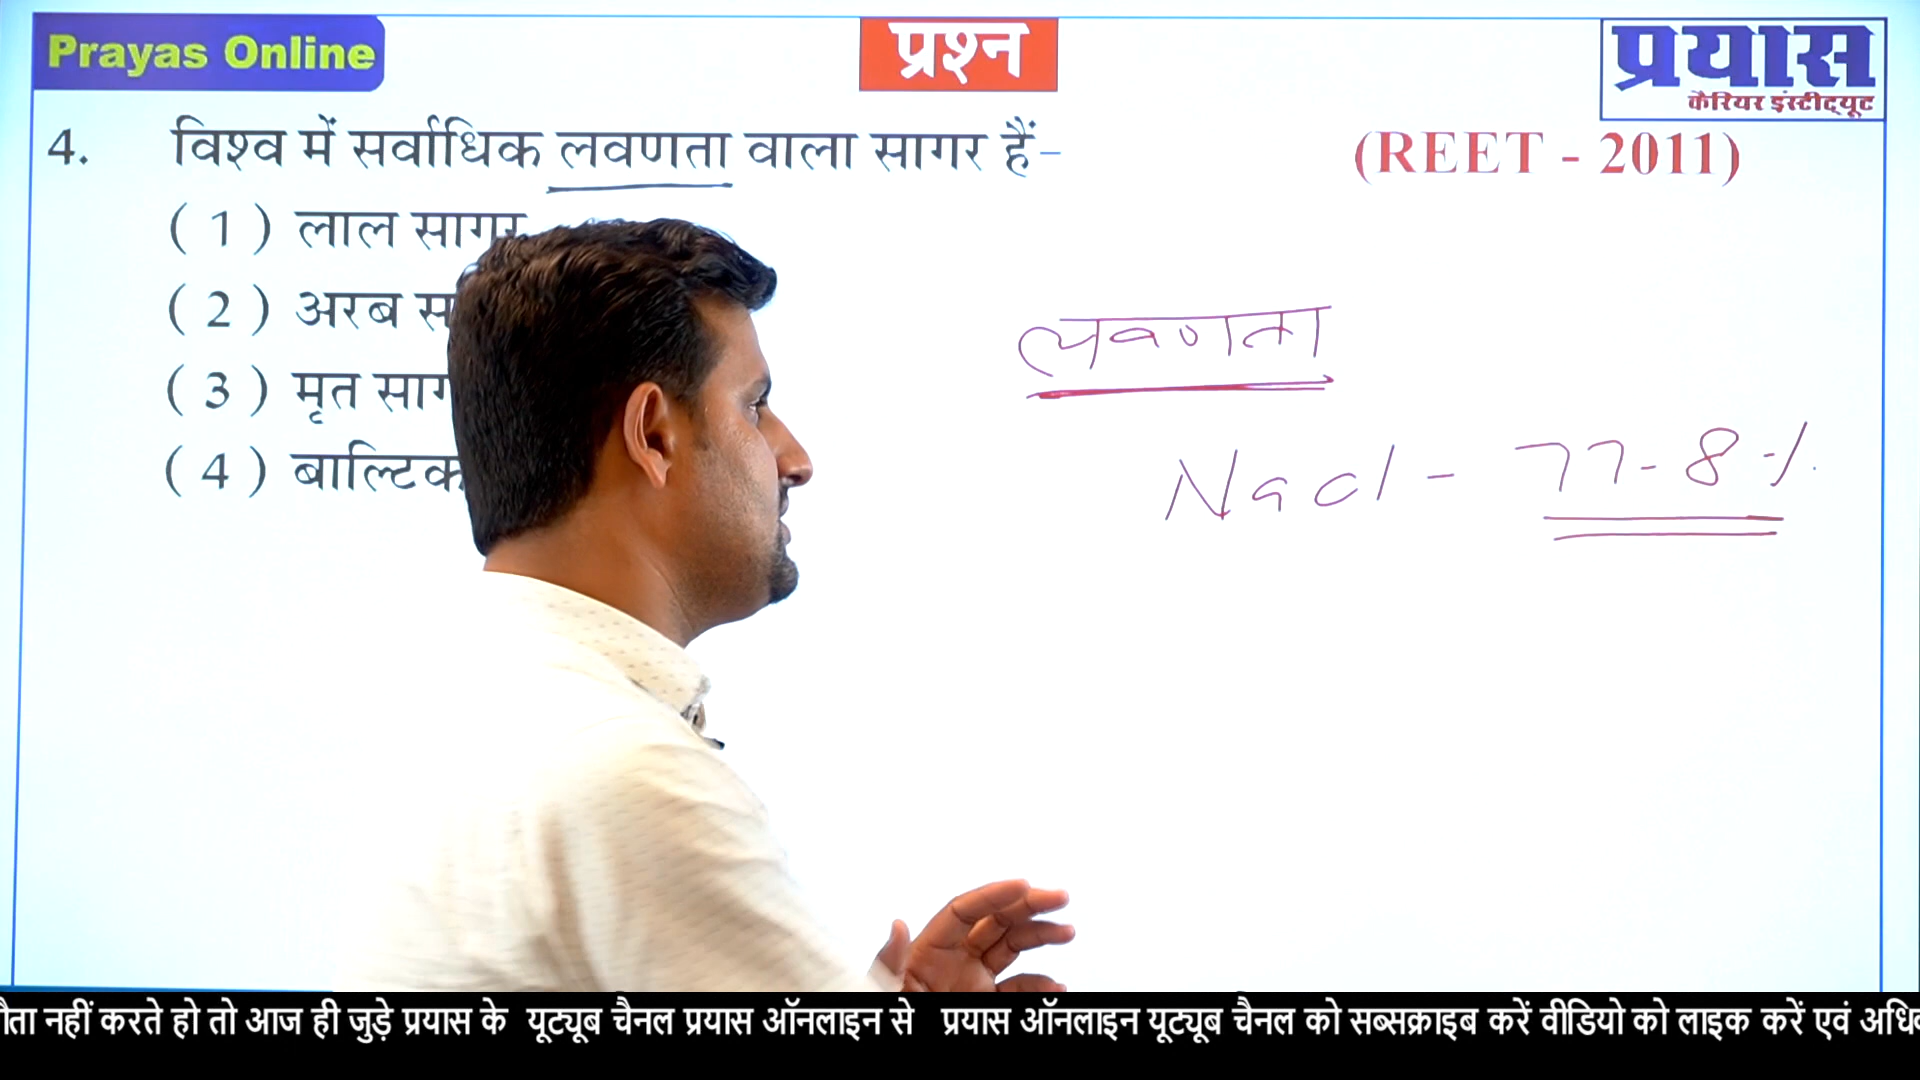 Prayas Online
प्रश्न
प्रयास
कैरियर इंस्टीट्यूट
4. विश्व में सर्वाधिक लवणता वाला सागर हैं-
(REET - 2011)
( 1 ) लाल सागर
( 2 ) अरब
( 3 ) मृत
( 4 ) बाल्टिक
लवणता
Nacl - 77.8%
नहीं करते हो तो आज ही जुड़े प्रयास के यूट्यूब चैनल प्रयास ऑनलाइन से प्रयास ऑनलाइन यूट्यूब चैनल को सब्सक्राइब करें वीडियो को लाइक करें एवं